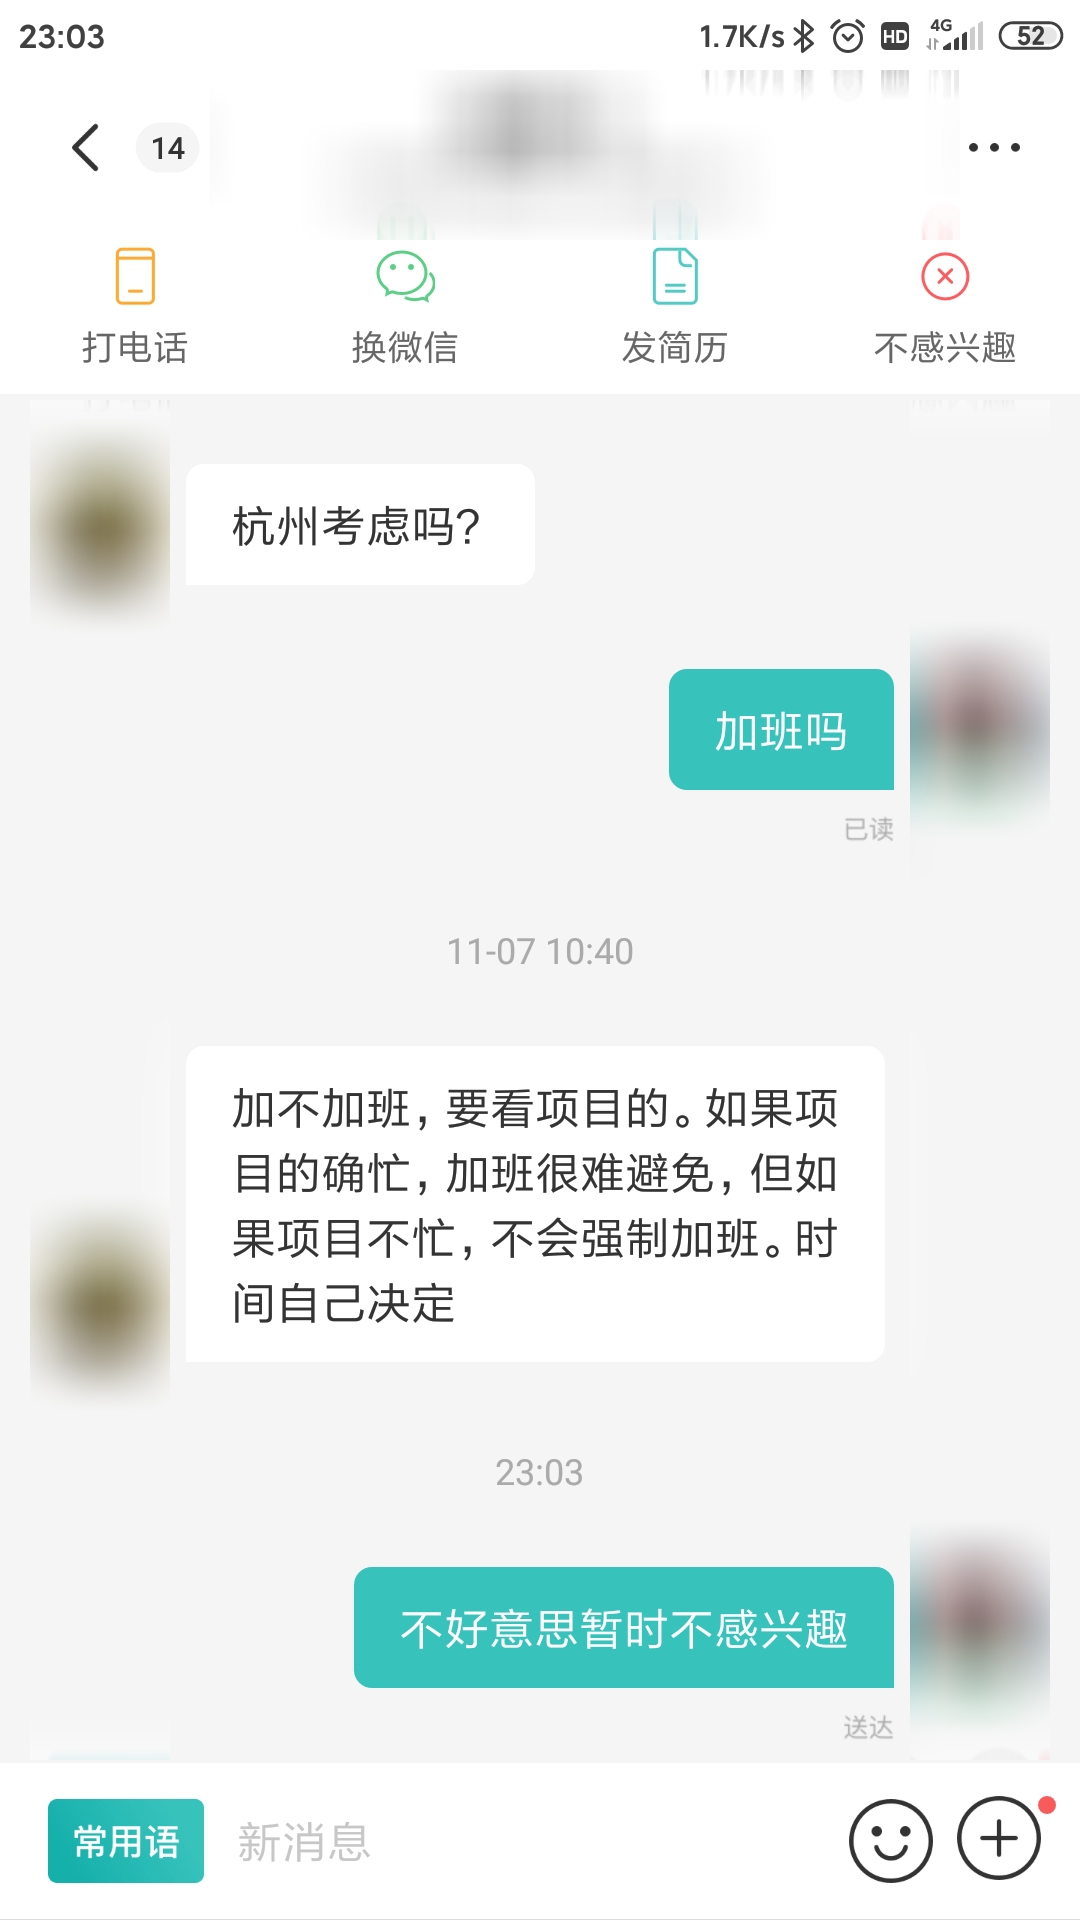 23:03
1.7K/s
HD
4G
52
14
打电话
换微信
发简历
不感兴趣
杭州考虑吗?
加班吗
已读
11-07 10:40
加不加班，要看项目的。如果项
目的确忙，加班很难避免，但如
果项目不忙，不会强制加班。时
间自己决定
23:03
不好意思暂时不感兴趣
送达
常用语
新消息